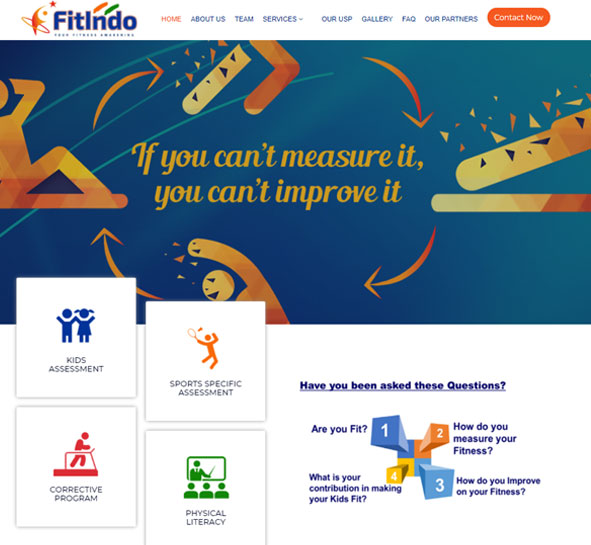 FitIndo
YOUR FITNESS AWAKENING
HOME
ABOUT US
TEAM
SERVICES
OUR USP
GALLERY
FAQ
OUR PARTNERS
Contact Now
If you can't measure it,
you can't improve it
KIDS
ASSESSMENT
SPORTS SPECIFIC
ASSESSMENT
CORRECTIVE
PROGRAM
PHYSICAL
LITERACY
Have you been asked these Questions?
Are you Fit?
1
2
How do you
measure your
Fitness?
What is your
contribution in making
your Kids Fit?
4
3
How do you Improve
on your Fitness?